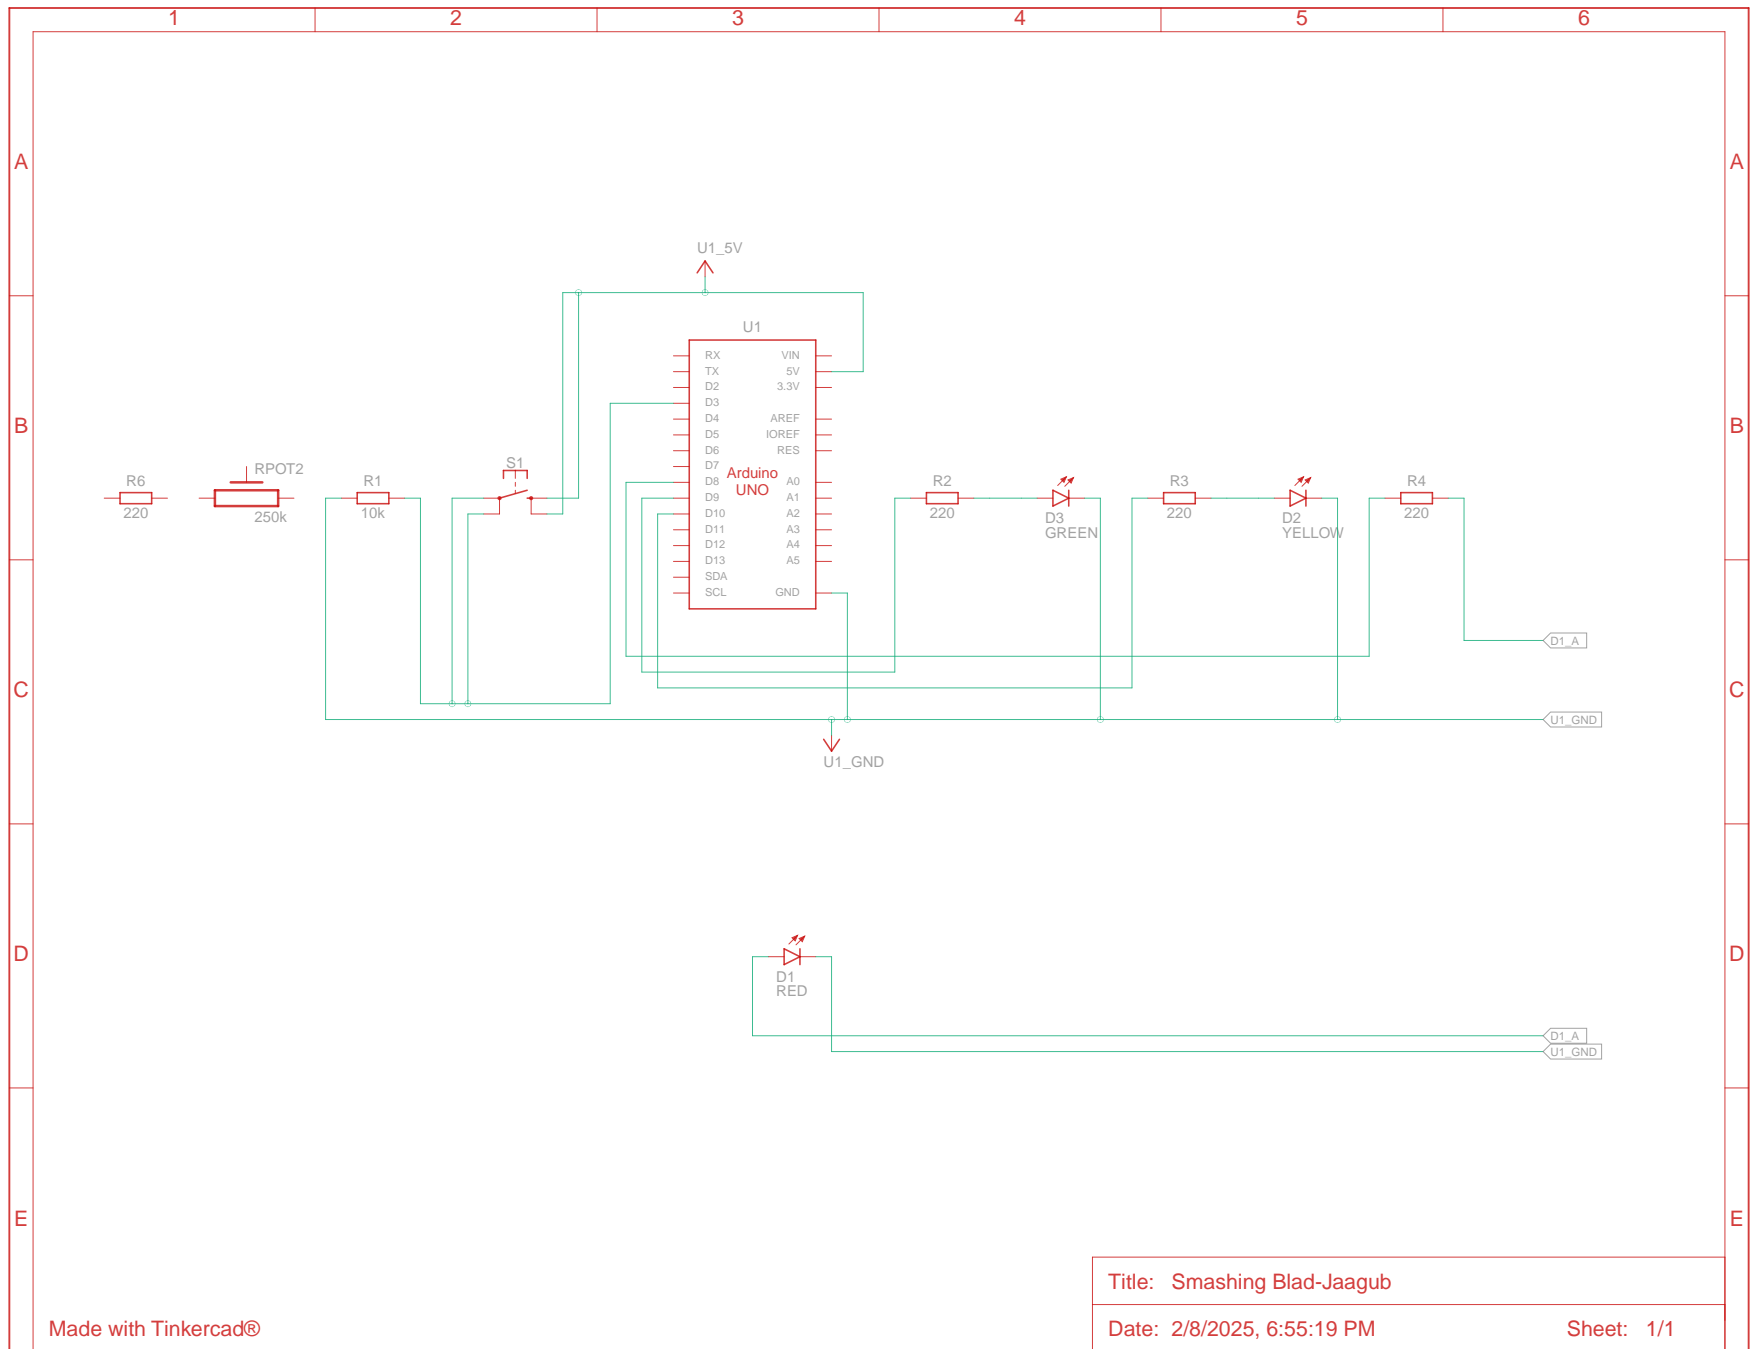 1 2 3 4 5 6
A A
U1_5V
U1
RX VIN
TX 5V
D2 3.3V
D3
D4 AREF
B B
D5 IOREF
D6 RES
D7
Arduino
UNO
D8 A0
D9 A1
D10 A2
D11 A3
D12 A4
D13 A5
SDA
SCL GND
R6
220
RPOT2
250k
R1
10k
S1
R2
220
D3
GREEN
R3
220
D2
YELLOW
R4
220
D1_A
C C
U1_GND
U1_GND
D D
D1
RED
D1_A
U1_GND
E E
Title: Smashing Blad-Jaagub
Made with Tinkercad®
Date: 2/8/2025, 6:55:19 PM Sheet: 1/1